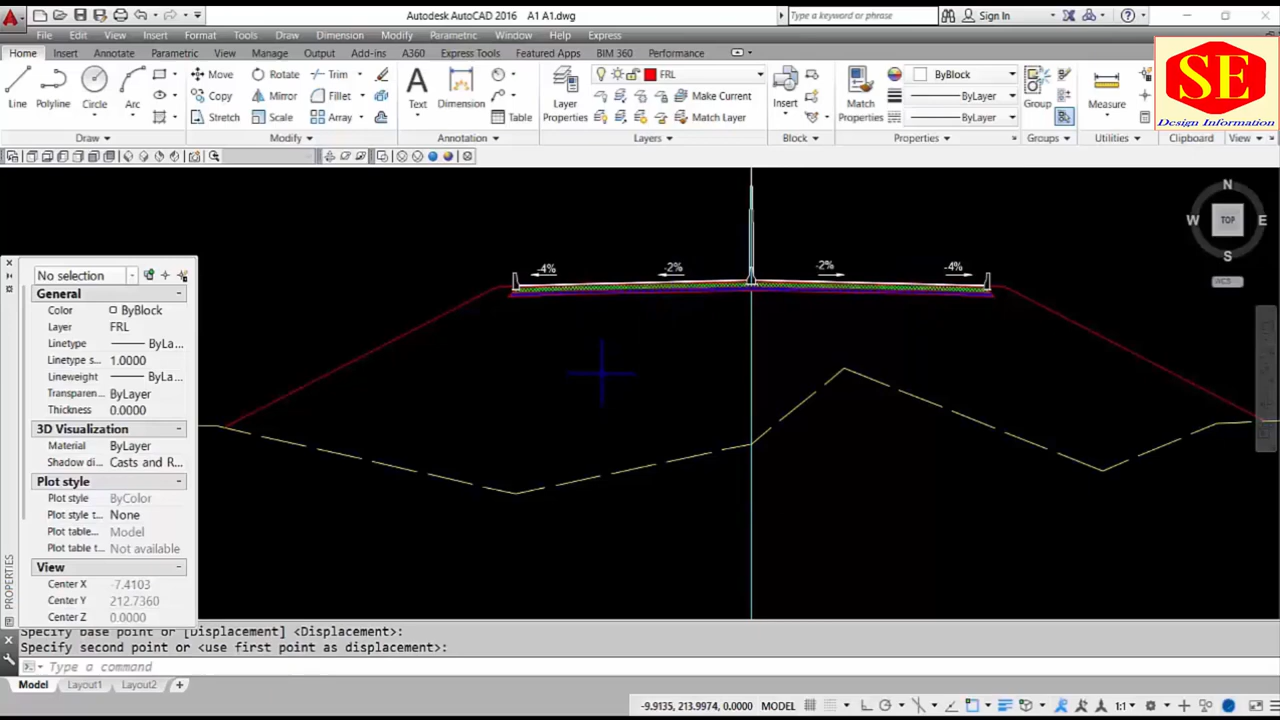 Autodesk AutoCAD 2016 A1 A1.dwg
Type a keyword or phrase
Sign In
File Edit View Insert Format Tools Draw Dimension Modify Parametric Window Help Express
Home Insert Annotate Parametric View Manage Output Add-ins A360 Express Tools Featured Apps BIM 360 Performance
Line
Polyline
Circle
Arc
Move
Rotate
Trim
Copy
Mirror
Fillet
Stretch
Scale
Array
Text
Dimension
Table
Layer
Properties
FRL
Make Current
Match Layer
Insert
Match
Properties
ByBlock
ByLayer
ByLayer
Group
Measure
Draw
Modify
Annotation
Layers
Block
Properties
Groups
Utilities
Clipboard
View
SE
Design Information
N
W
TOP
E
S
WCS
-4%
-2%
-2%
-4%
No selection
General
Color ByBlock
Layer FRL
Linetype ByLa...
Linetype s... 1.0000
Lineweight ByLa...
Transparen... ByLayer
Thickness 0.0000
3D Visualization
Material ByLayer
Shadow di... Casts and R...
Plot style
Plot style ByColor
Plot style t... None
Plot table... Model
Plot table t... Not available
View
Center X -7.4103
Center Y 212.7360
Center Z 0.0000
PROPERTIES
Specify base point or [Displacement] <Displacement>:
Specify second point or <use first point as displacement>:
Type a command
Model Layout1 Layout2 +
-9.9135, 213.9974, 0.0000 MODEL
1:1